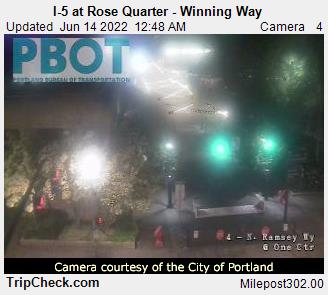 I-5 at Rose Quarter - Winning Way
Updated Jun 14 2022 12:48 AM Camera 4
PBOT
PORTLAND BUREAU OF TRANSPORTATION
4 - N. Ramsey Wy
@ One Ctr
Camera courtesy of the City of Portland
TripCheck.com Milepost302.00